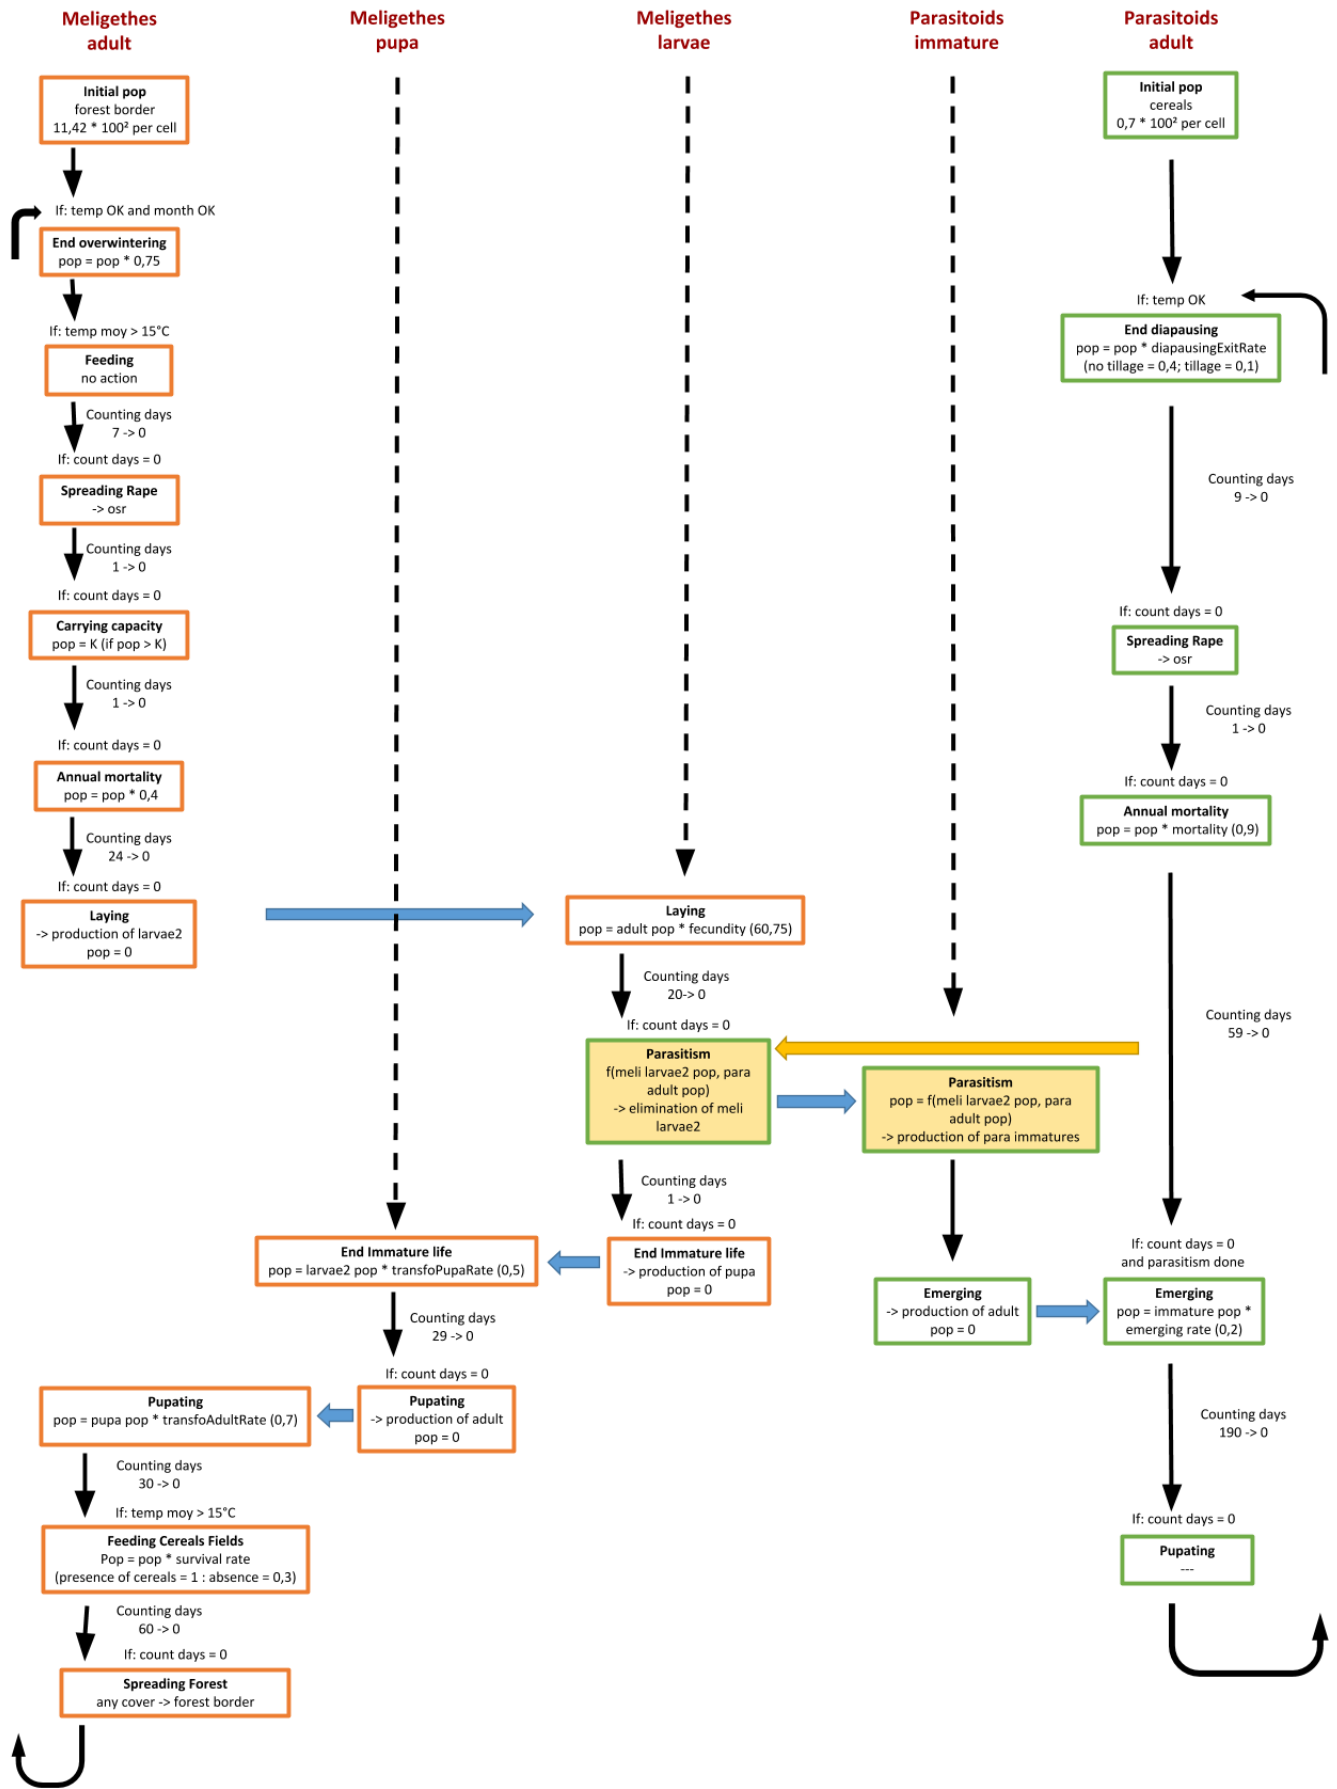 Meligethes
adult
Meligethes
pupa
Meligethes
larvae
Parasitoids
immature
Parasitoids
adult
Initial pop
forest border
11,42 * 100² per cell
Initial pop
cereals
0,7 * 100² per cell
If: temp OK and month OK
End overwintering
pop = pop * 0,75
If: temp OK
End diapausing
pop = pop * diapausingExitRate
(no tillage = 0,4; tillage = 0,1)
If: temp moy > 15°C
Feeding
no action
Counting days
7 -> 0
If: count days = 0
Spreading Rape
-> osr
Counting days
9 -> 0
Counting days
1 -> 0
If: count days = 0
Carrying capacity
pop = K (if pop > K)
If: count days = 0
Spreading Rape
-> osr
Counting days
1 -> 0
Counting days
1 -> 0
If: count days = 0
Annual mortality
pop = pop * 0,4
If: count days = 0
Annual mortality
pop = pop * mortality (0,9)
Counting days
24 -> 0
If: count days = 0
Laying
-> production of larvae2
pop = 0
Laying
pop = adult pop * fecundity (60,75)
Counting days
20-> 0
If: count days = 0
Counting days
59 -> 0
Parasitism
f(meli larvae2 pop, para
adult pop)
-> elimination of meli
larvae2
Parasitism
pop = f(meli larvae2 pop, para
adult pop)
-> production of para immatures
Counting days
1 -> 0
If: count days = 0
End Immature life
pop = larvae2 pop * transfoPupaRate (0,5)
End Immature life
-> production of pupa
pop = 0
If: count days = 0
and parasitism done
Emerging
-> production of adult
pop = 0
Emerging
pop = immature pop *
emerging rate (0,2)
Counting days
29 -> 0
If: count days = 0
Pupating
pop = pupa pop * transfoAdultRate (0,7)
Pupating
-> production of adult
pop = 0
Counting days
190 -> 0
Counting days
30 -> 0
If: temp moy > 15°C
Feeding Cereals Fields
Pop = pop * survival rate
(presence of cereals = 1 : absence = 0,3)
If: count days = 0
Pupating
---
Counting days
60 -> 0
If: count days = 0
Spreading Forest
any cover -> forest border